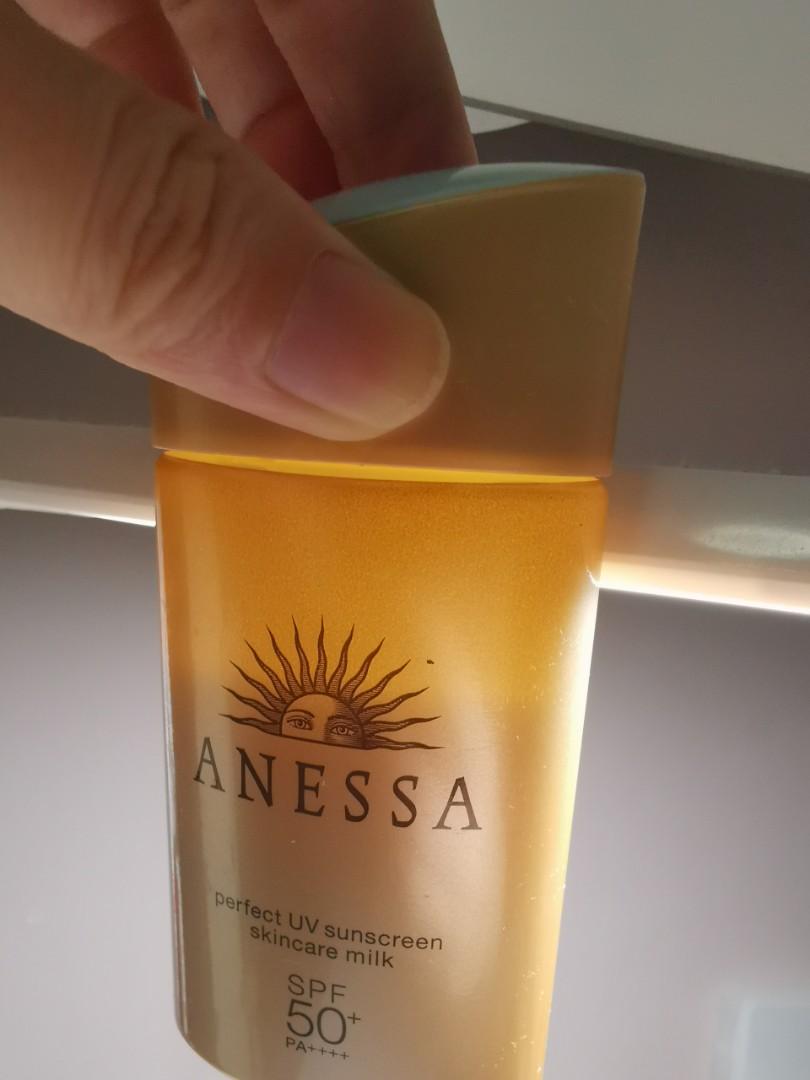 ANESSA
perfect UV sunscreen
skincare milk
SPF
50+
PA++++